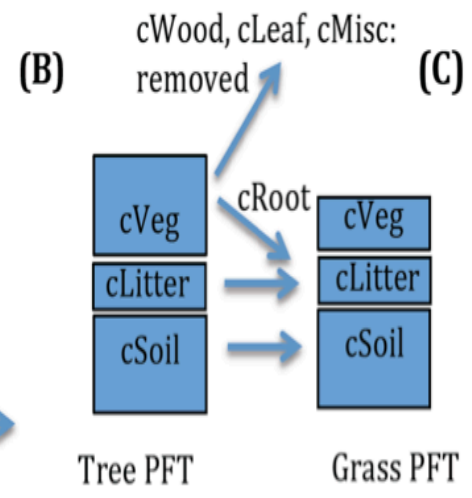 cWood, cLeaf, cMisc:
removed
(B)
(C)
cRoot
cVeg
cLitter
cSoil
cVeg
cLitter
cSoil
Tree PFT
Grass PFT